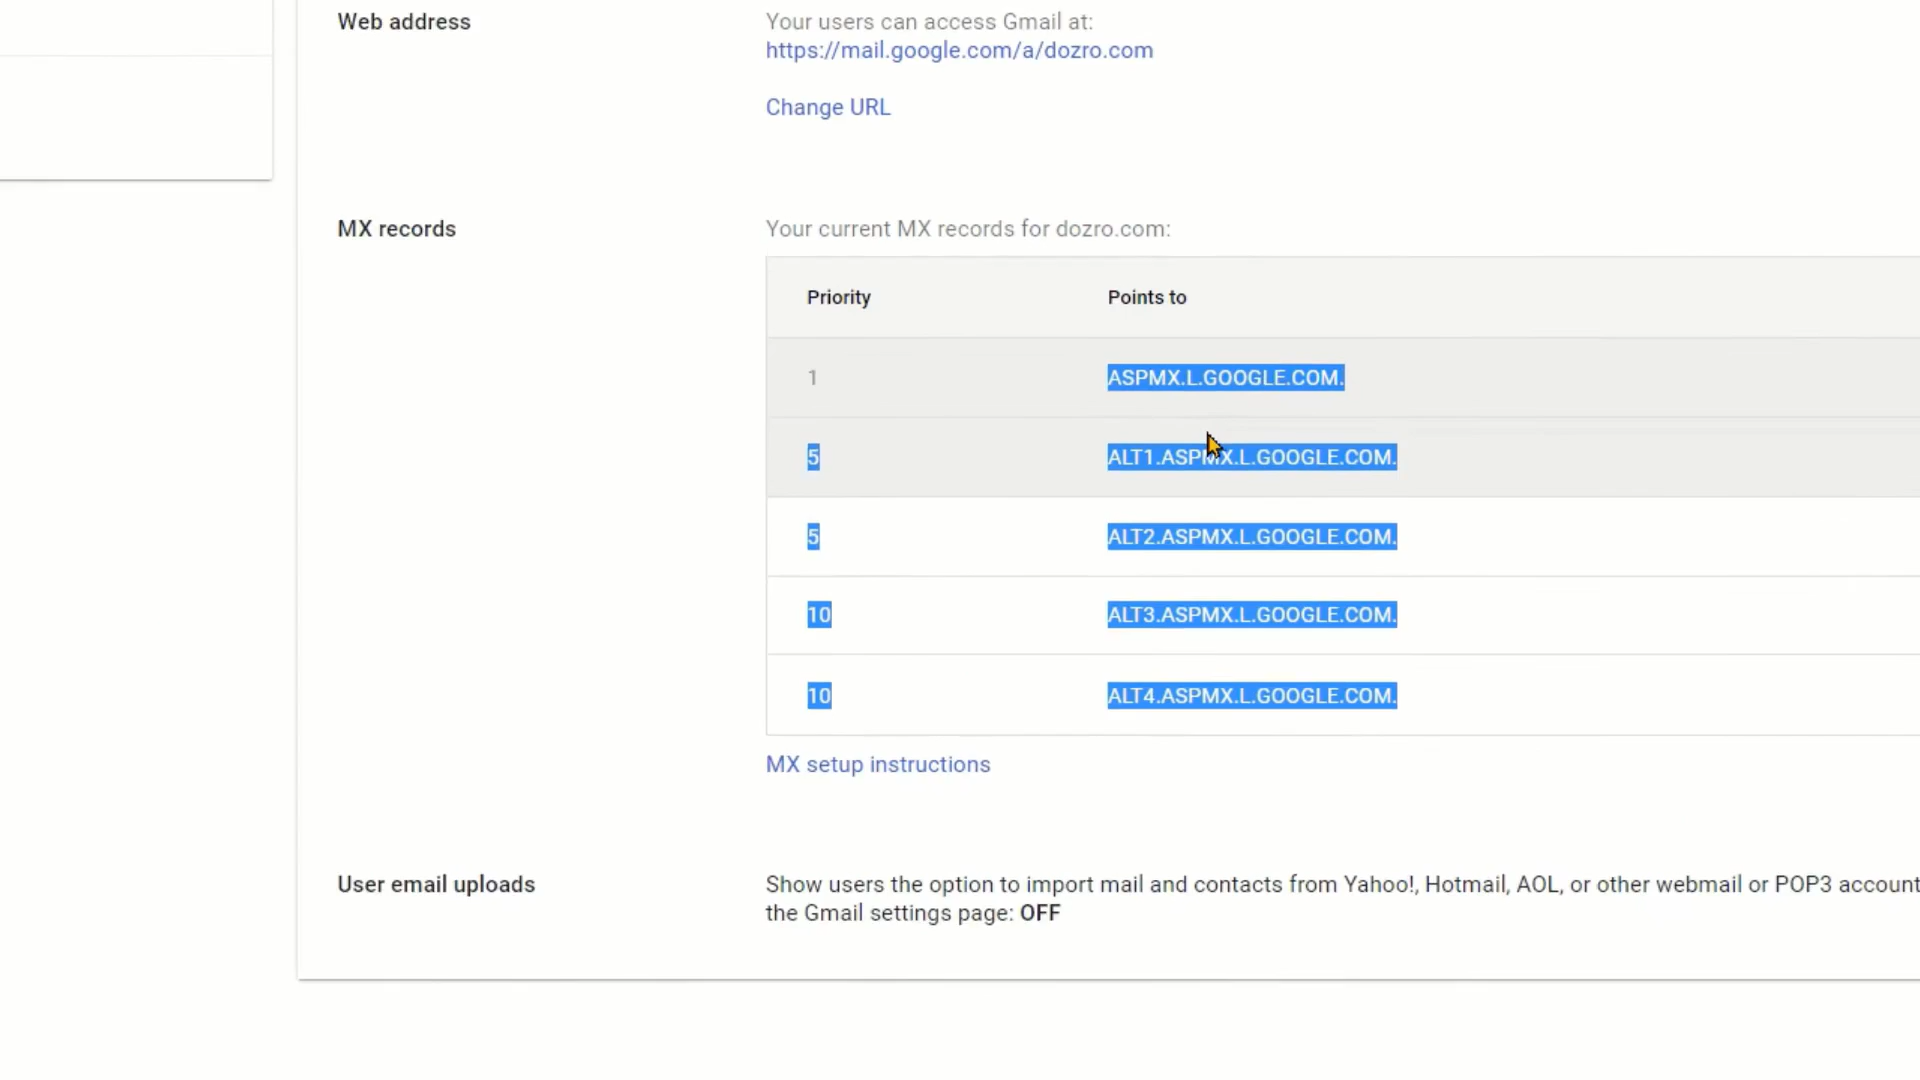 Web address
Your users can access Gmail at:
https://mail.google.com/a/dozro.com
Change URL
MX records
Your current MX records for dozro.com:
Priority Points to
1 ASPMX.L.GOOGLE.COM.
5 ALT1.ASPMX.L.GOOGLE.COM.
5 ALT2.ASPMX.L.GOOGLE.COM.
10 ALT3.ASPMX.L.GOOGLE.COM.
10 ALT4.ASPMX.L.GOOGLE.COM.
MX setup instructions
User email uploads
Show users the option to import mail and contacts from Yahoo!, Hotmail, AOL, or other webmail or POP3 account
the Gmail settings page: OFF